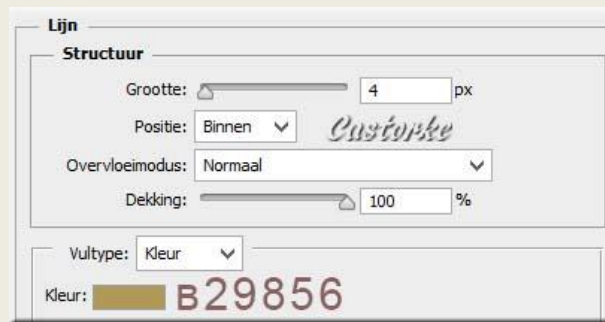 Lijn
Structuur
Grootte: 4 px
Positie: Binnen Castorke
Overvloeimodus: Normaal
Dekking: 100 %
Vultype: Kleur
Kleur: B29856